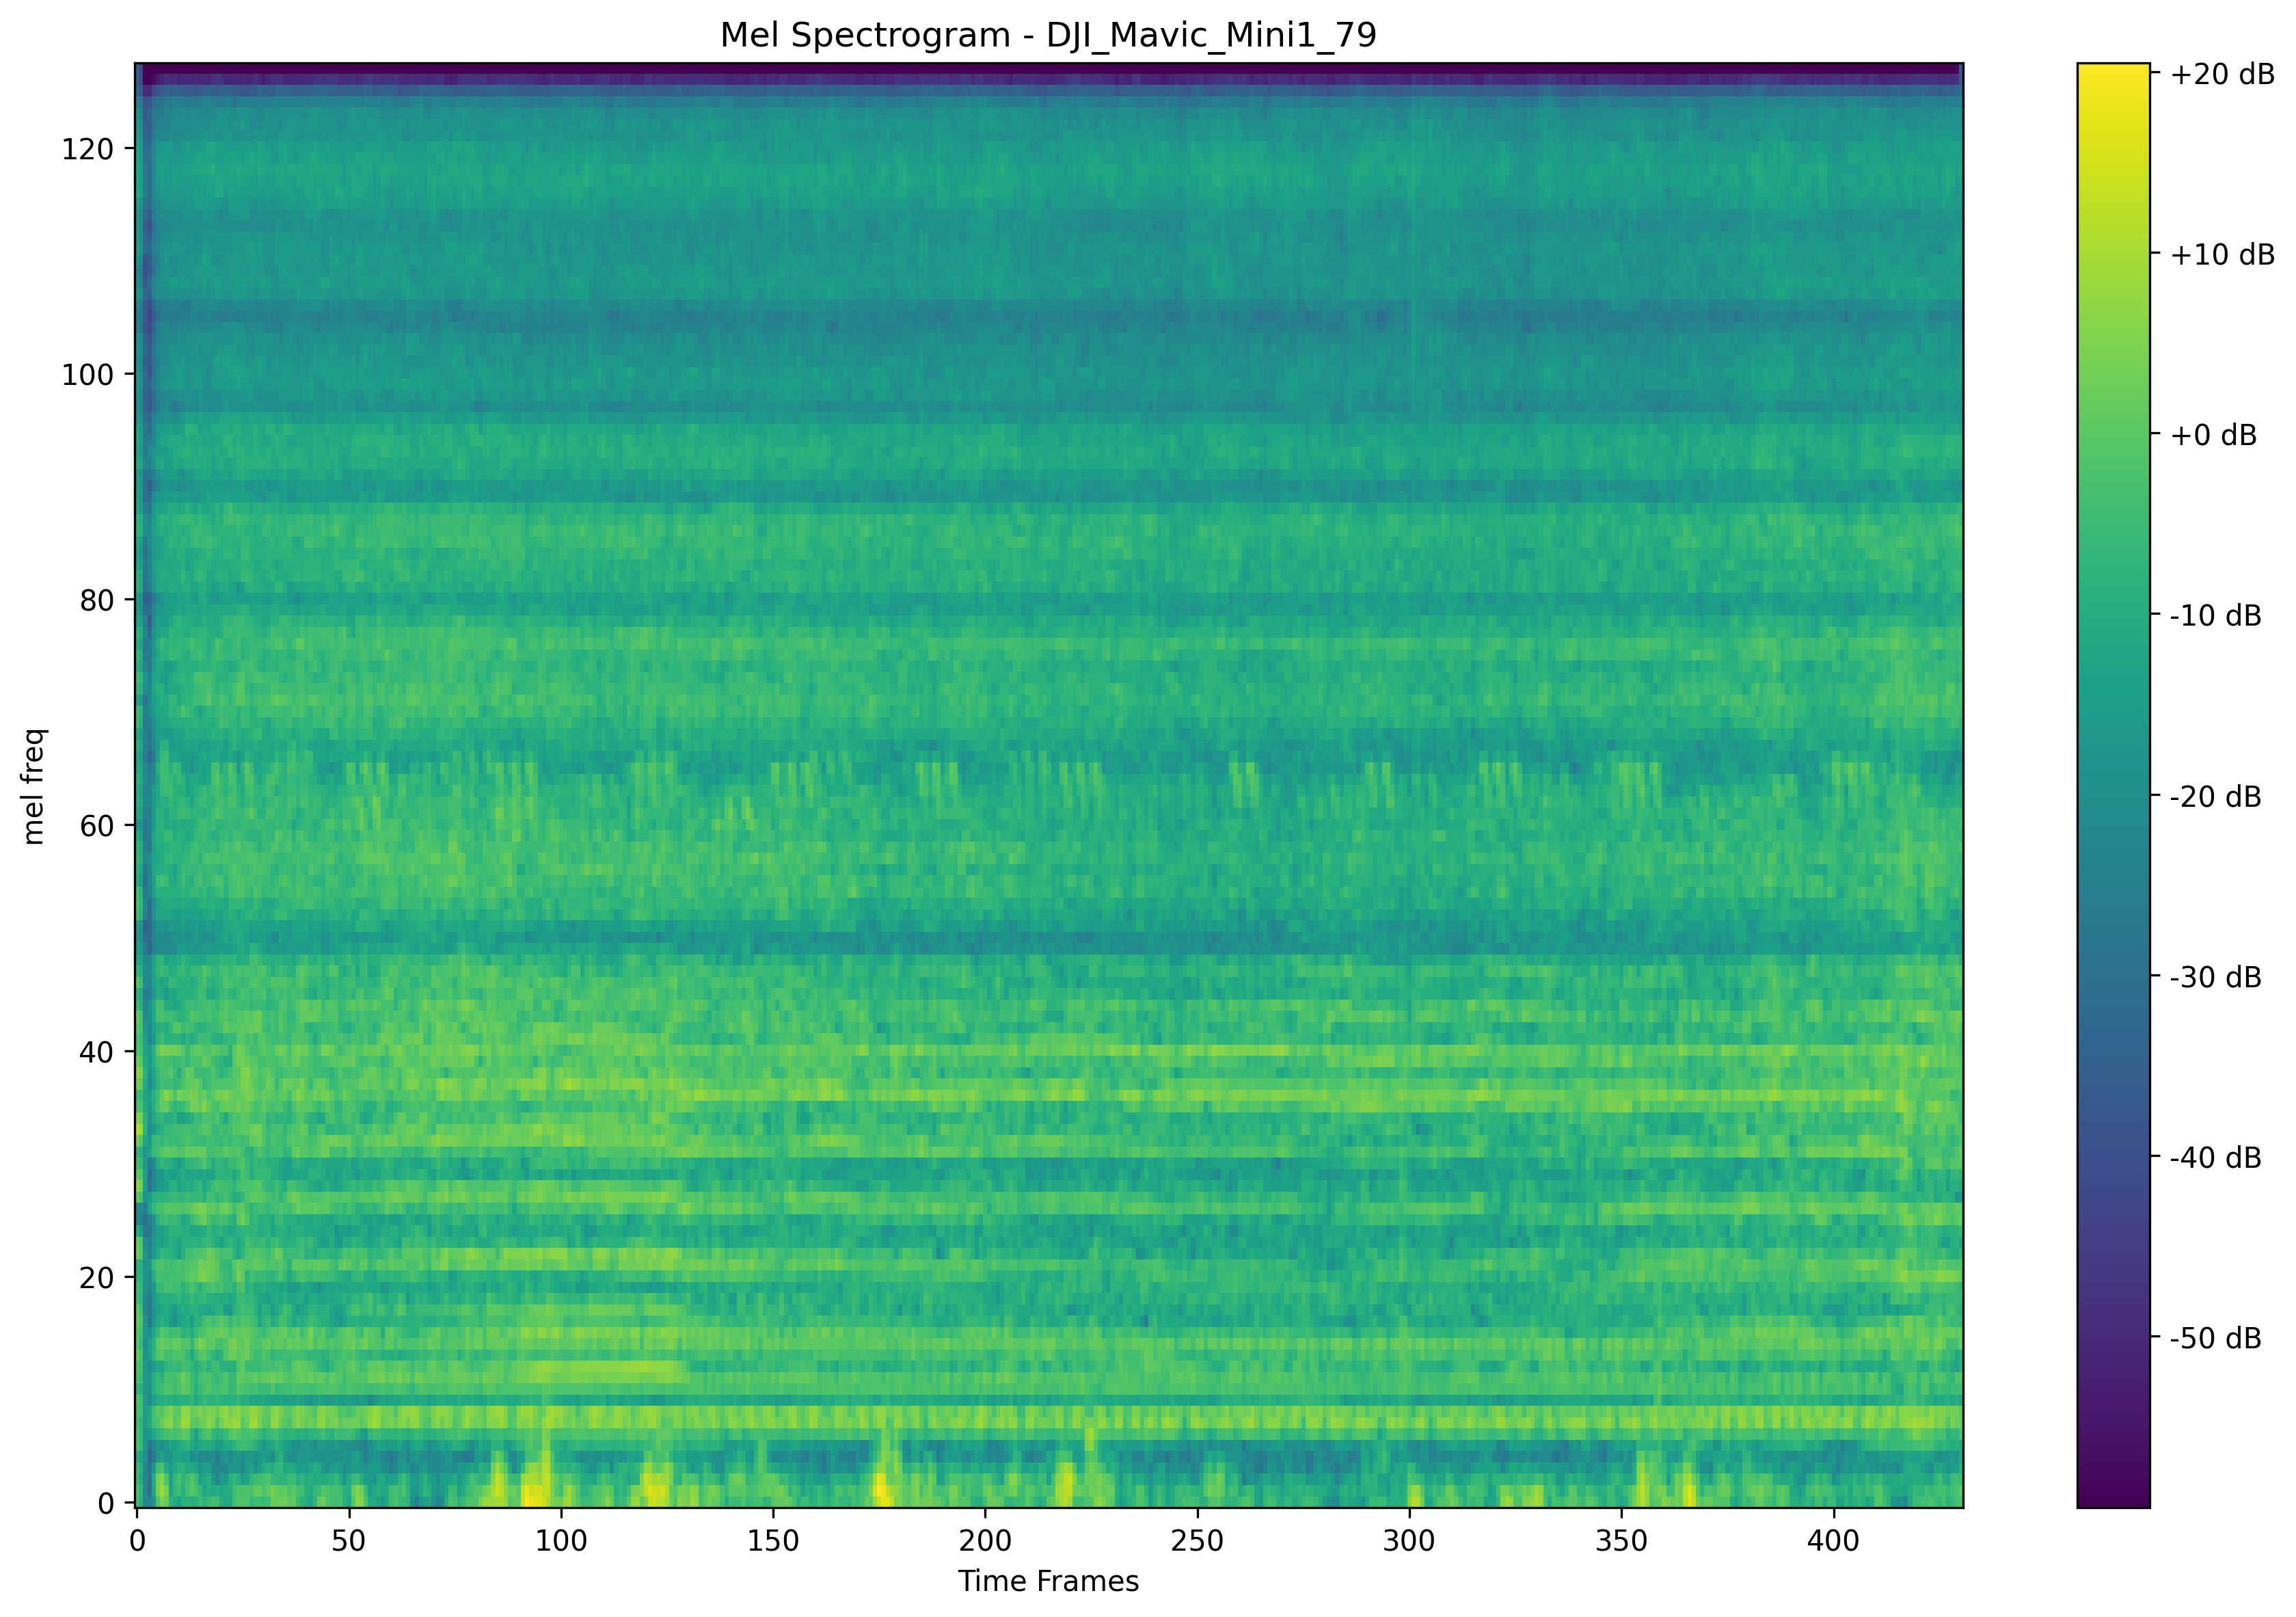 Mel Spectrogram - DJI_Mavic_Mini1_79
mel freq
120
100
80
60
40
20
0
0 50 100 150 200 250 300 350 400
Time Frames
+20 dB
+10 dB
+0 dB
-10 dB
-20 dB
-30 dB
-40 dB
-50 dB